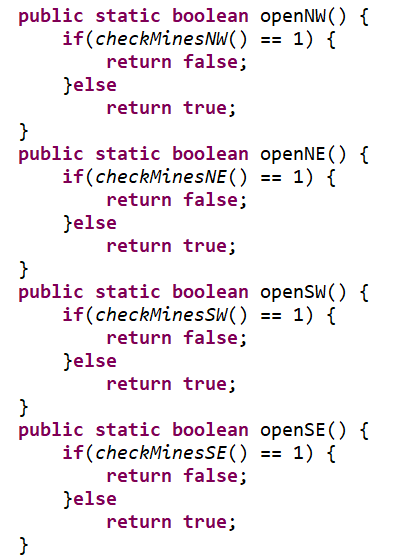 public static boolean openNW() {
    if(checkMinesNW() == 1) {
        return false;
    }else
        return true;
}
public static boolean openNE() {
    if(checkMinesNE() == 1) {
        return false;
    }else
        return true;
}
public static boolean openSW() {
    if(checkMinesSW() == 1) {
        return false;
    }else
        return true;
}
public static boolean openSE() {
    if(checkMinesSE() == 1) {
        return false;
    }else
        return true;
}